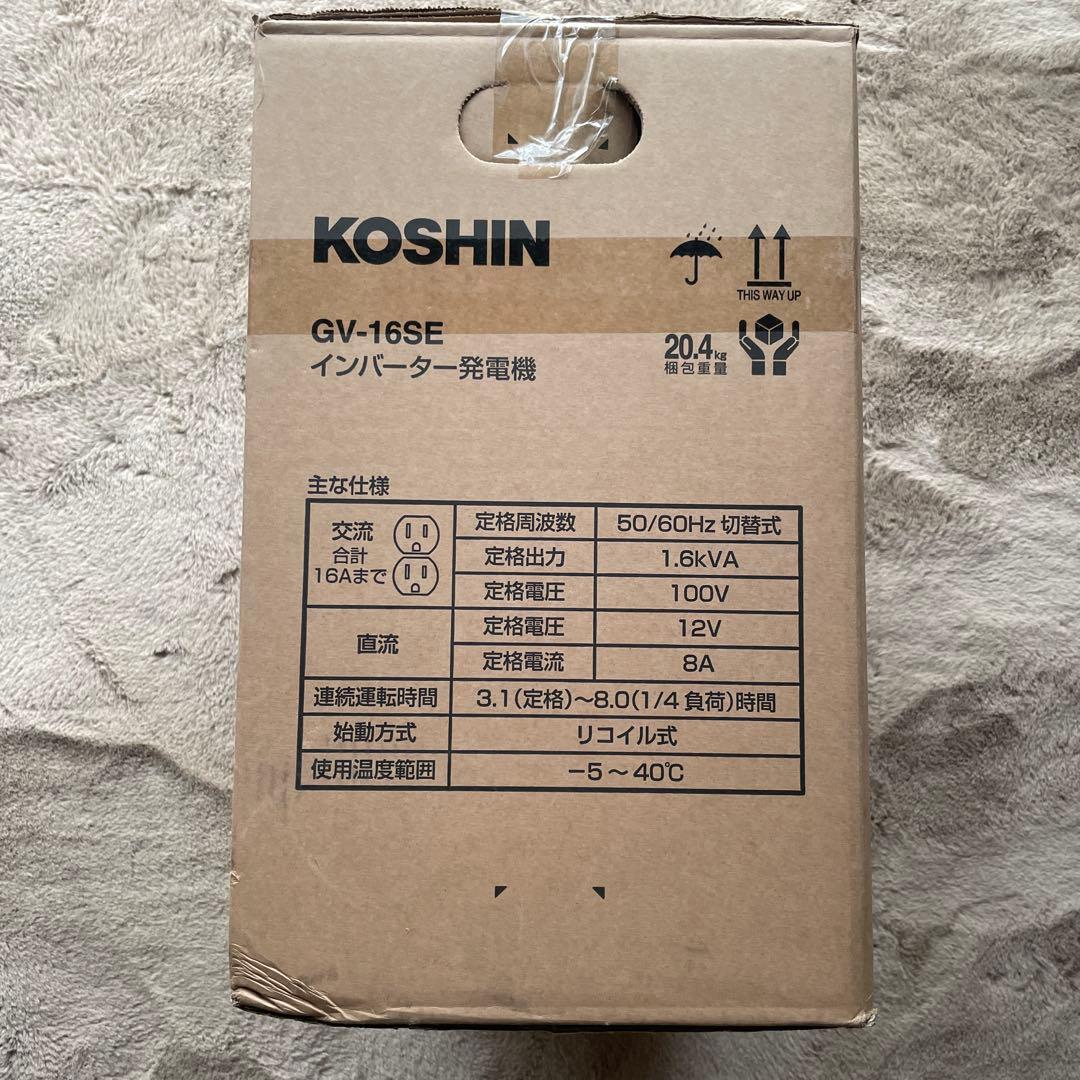 KOSHIN
THIS WAY UP
GV-16SE
インバーター発電機
20.4kg
梱包重量
主な仕様
交流
合計
16Aまで
定格周波数 50/60Hz 切替式
定格出力 1.6kVA
定格電圧 100V
直流
定格電圧 12V
定格電流 8A
連続運転時間 3.1(定格)〜8.0(1/4負荷)時間
始動方式 リコイル式
使用温度範囲 −5〜40℃